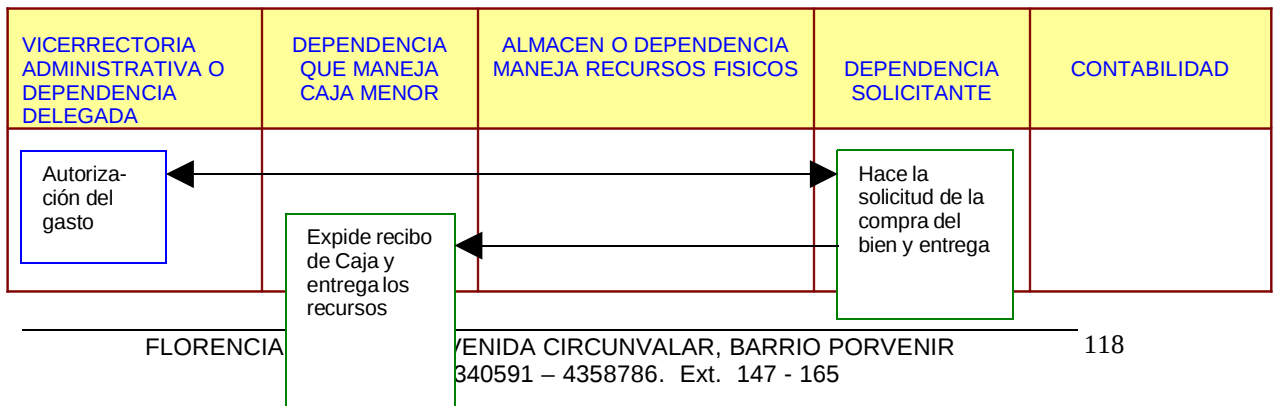 VICERRECTORIA
ADMINISTRATIVA O
DEPENDENCIA
DELEGADA
DEPENDENCIA
QUE MANEJA
CAJA MENOR
ALMACEN O DEPENDENCIA
MANEJA RECURSOS FISICOS
DEPENDENCIA
SOLICITANTE
CONTABILIDAD
Autoriza-
ción del
gasto
Expide recibo
de Caja y
entrega los
recursos
Hace la
solicitud de la
compra del
bien y entrega
FLORENCIA VENIDA CIRCUNVALAR, BARRIO PORVENIR
340591 – 4358786. Ext. 147 - 165
118